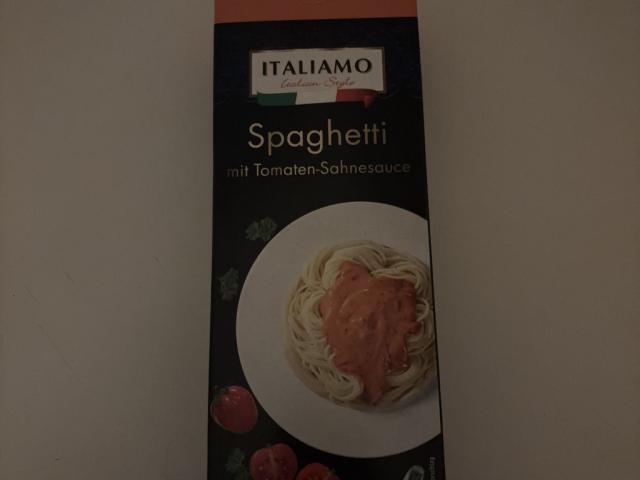 ITALIAMO
Italian Style
Spaghetti
mit Tomaten-Sahnesauce